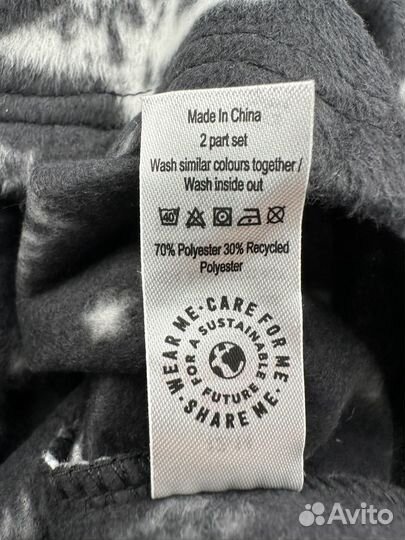 Made In China
2 part set
Wash similar colours together /
Wash inside out
40
70% Polyester 30% Recycled
Polyester
WEAR ME · CARE FOR ME · SHARE ME ·
FOR A SUSTAINABLE FUTURE
Avito